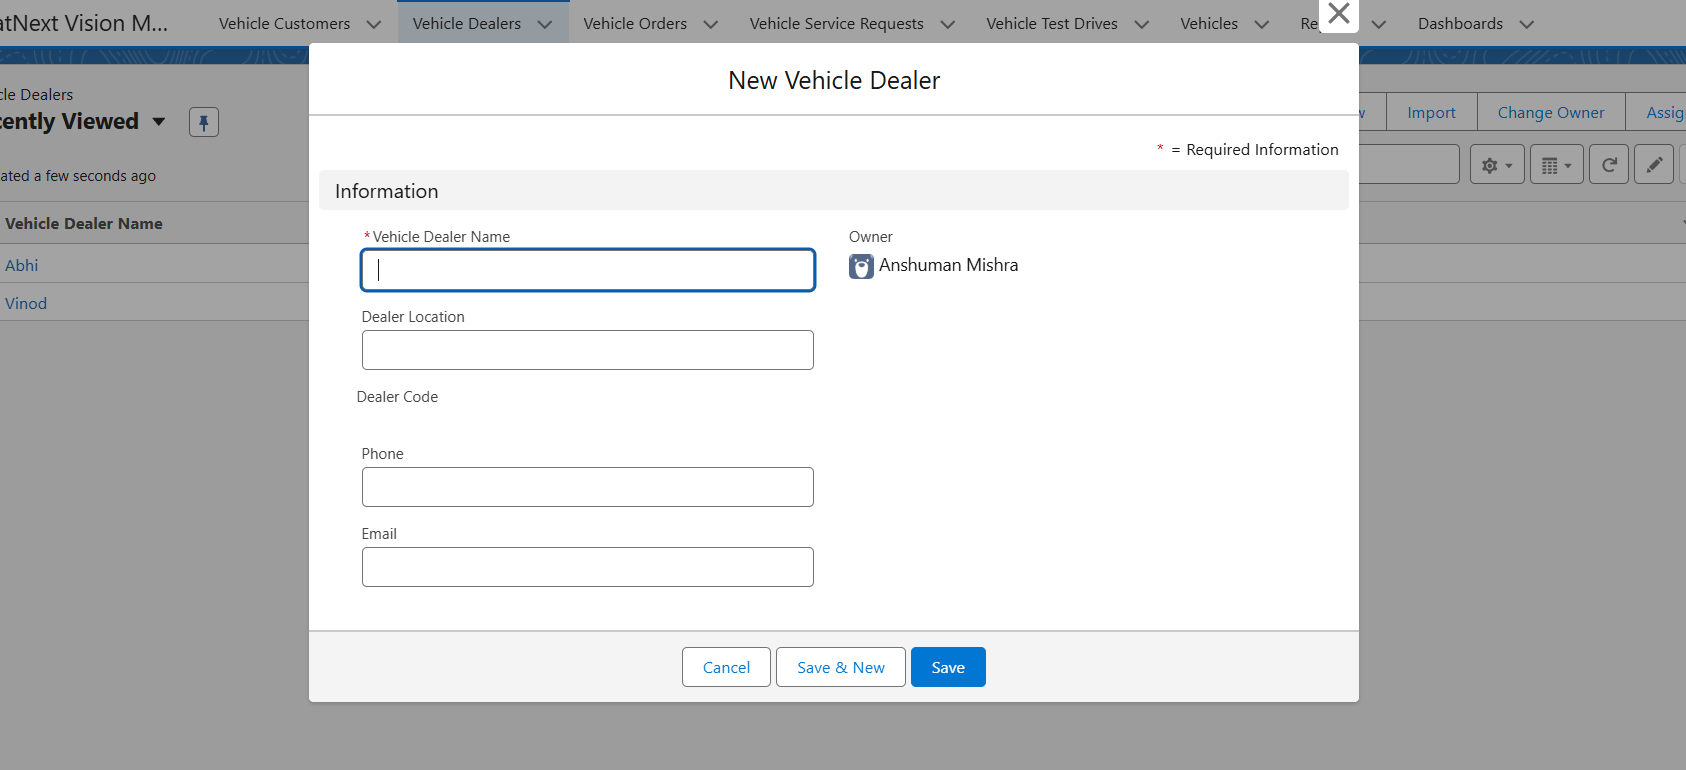 atNext Vision M... Vehicle Customers Vehicle Dealers Vehicle Orders Vehicle Service Requests Vehicle Test Drives Vehicles Re Dashboards
New Vehicle Dealer
cle Dealers
cently Viewed
w Import Change Owner Assig
ated a few seconds ago
* = Required Information
Information
Vehicle Dealer Name
Abhi
Vinod
*Vehicle Dealer Name
Owner
Anshuman Mishra
Dealer Location
Dealer Code
Phone
Email
Cancel Save & New Save